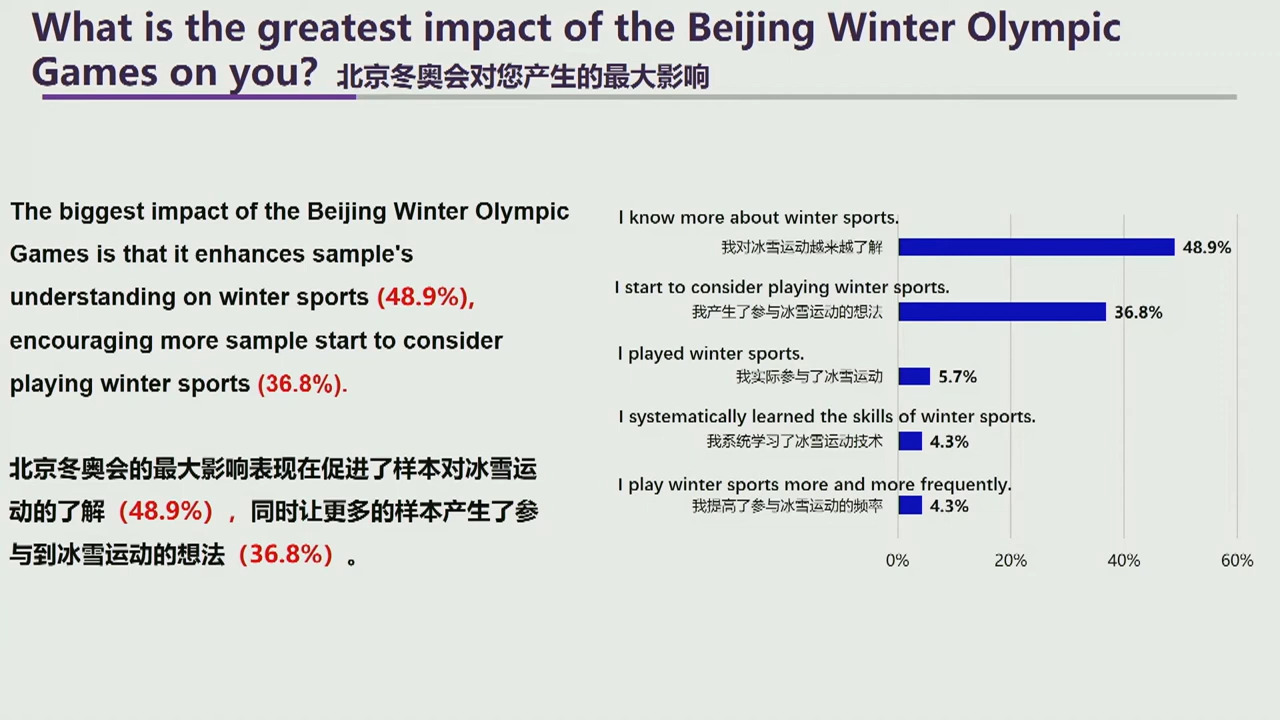 What is the greatest impact of the Beijing Winter Olympic
Games on you? 北京冬奥会对您产生的最大影响
The biggest impact of the Beijing Winter Olympic
Games is that it enhances sample's
understanding on winter sports (48.9%),
encouraging more sample start to consider
playing winter sports (36.8%).
北京冬奥会的最大影响表现在促进了样本对冰雪运
动的了解（48.9%），同时让更多的样本产生了参
与到冰雪运动的想法（36.8%）。
I know more about winter sports.
我对冰雪运动越来越了解 48.9%
I start to consider playing winter sports.
我产生了参与冰雪运动的想法 36.8%
I played winter sports.
我实际参与了冰雪运动 5.7%
I systematically learned the skills of winter sports.
我系统学习了冰雪运动技术 4.3%
I play winter sports more and more frequently.
我提高了参与冰雪运动的频率 4.3%
0% 20% 40% 60%